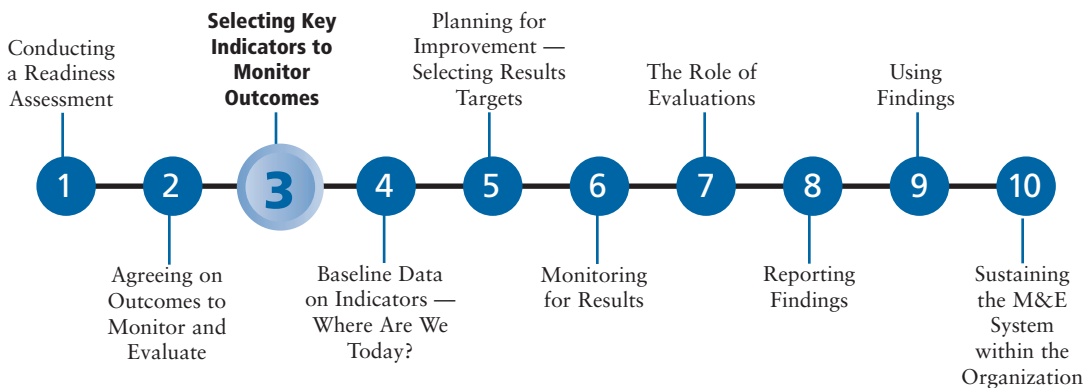 Conducting
a Readiness
Assessment
Selecting Key
Indicators to
Monitor
Outcomes
Planning for
Improvement —
Selecting Results
Targets
The Role of
Evaluations
Using
Findings
1
2
3
4
5
6
7
8
9
10
Agreeing on
Outcomes to
Monitor and
Evaluate
Baseline Data
on Indicators —
Where Are We
Today?
Monitoring
for Results
Reporting
Findings
Sustaining
the M&E
System
within the
Organization